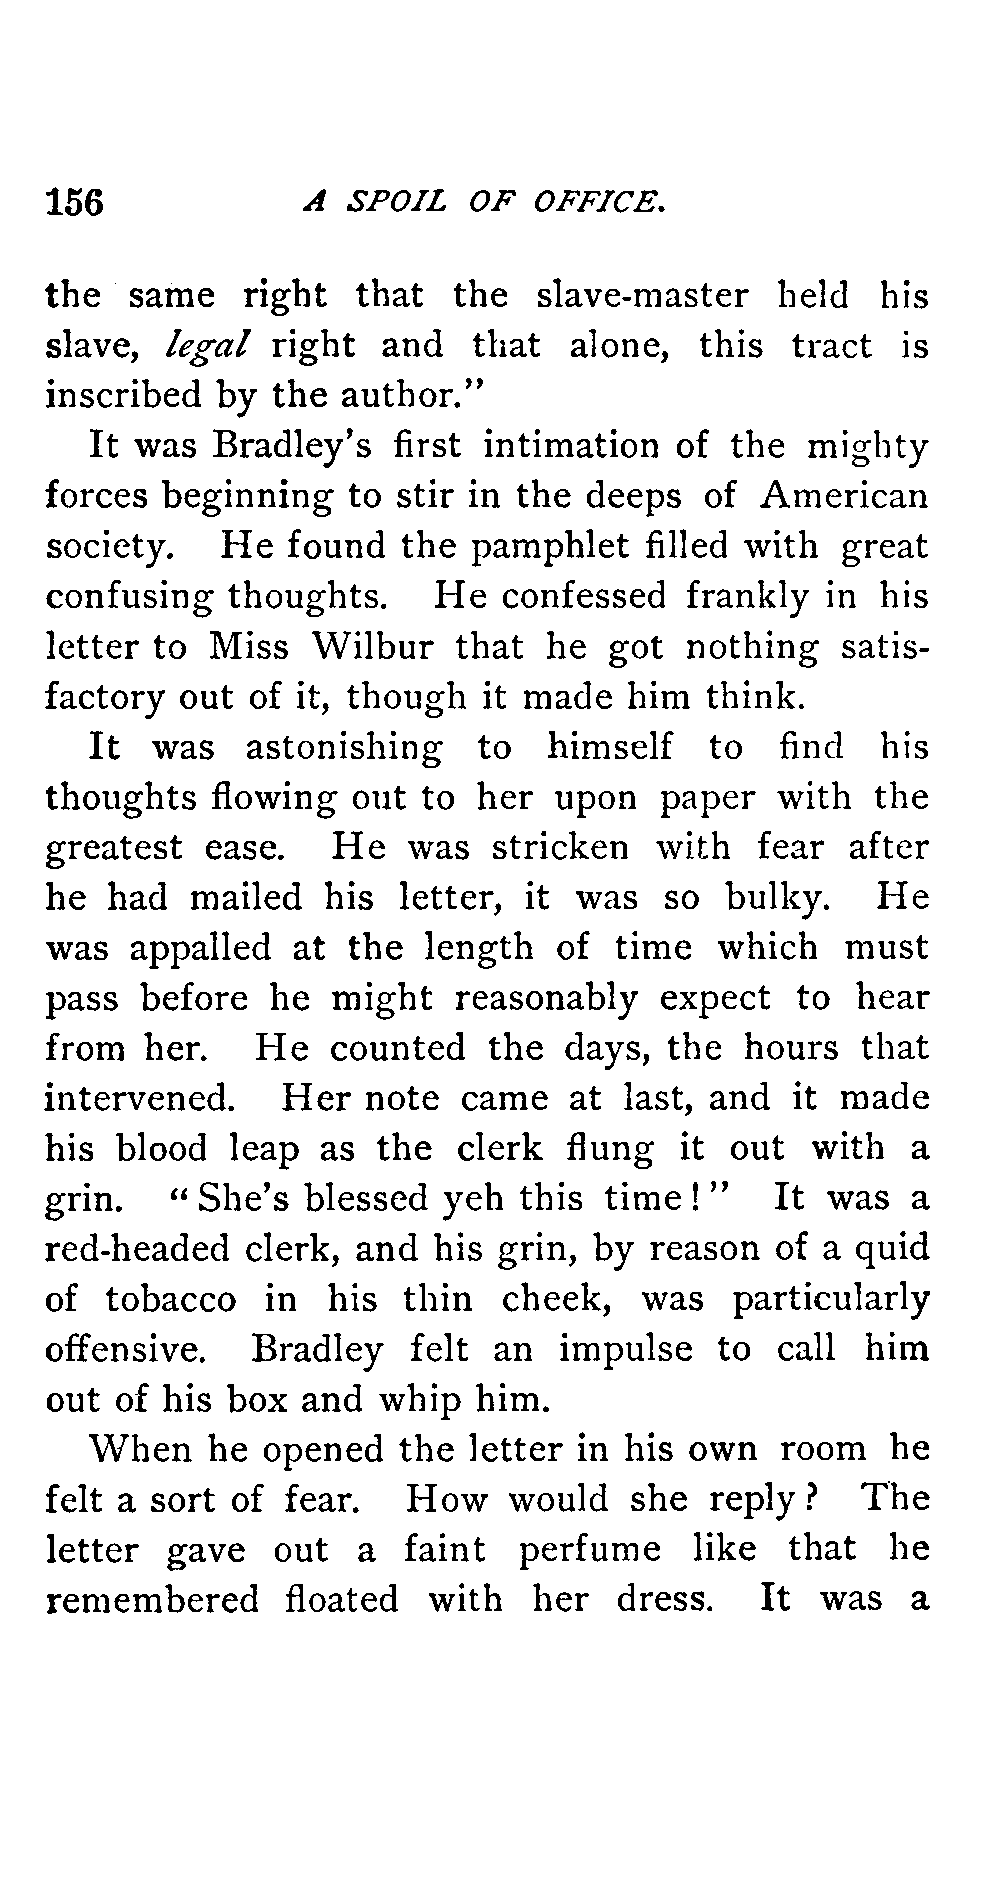 156 A SPOIL OF OFFICE.
the same right that the slave-master held his
slave, legal right and that alone, this tract is
inscribed by the author.”
It was Bradley’s first intimation of the mighty
forces beginning to stir in the deeps of American
society. He found the pamphlet filled with great
confusing thoughts. He confessed frankly in his
letter to Miss Wilbur that he got nothing satis-
factory out of it, though it made him think.
It was astonishing to himself to find his
thoughts flowing out to her upon paper with the
greatest ease. He was stricken with fear after
he had mailed his letter, it was so bulky. He
was appalled at the length of time which must
pass before he might reasonably expect to hear
from her. He counted the days, the hours that
intervened. Her note came at last, and it made
his blood leap as the clerk flung it out with a
grin. “She’s blessed yeh this time!” It was a
red-headed clerk, and his grin, by reason of a quid
of tobacco in his thin cheek, was particularly
offensive. Bradley felt an impulse to call him
out of his box and whip him.
When he opened the letter in his own room he
felt a sort of fear. How would she reply? The
letter gave out a faint perfume like that he
remembered floated with her dress. It was a